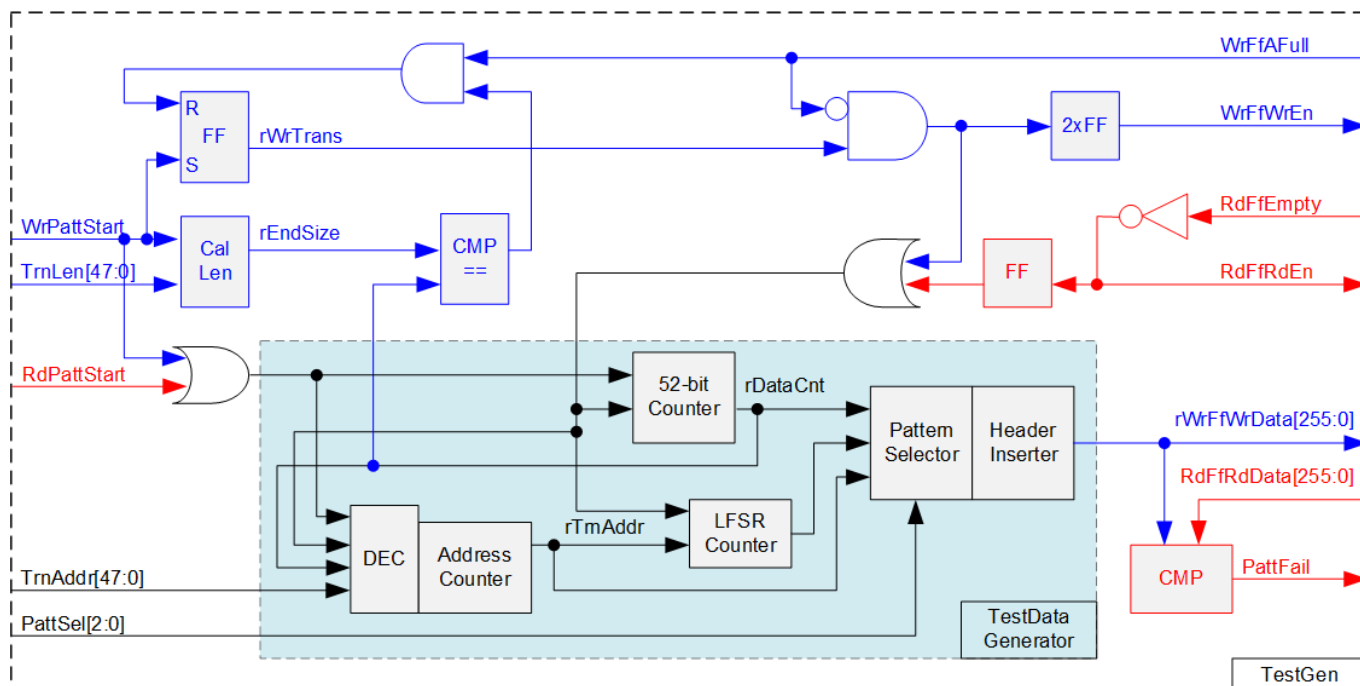 WrFfAFull
R
FF
S
rWrTrans
2xFF
WrFfWrEn
WrPattStart
TrnLen[47:0]
Cal
Len
rEndSize
CMP
==
RdFfEmpty
FF
RdFfRdEn
RdPattStart
52-bit
Counter
rDataCnt
Pattern
Selector
Header
Inserter
rWrFfWrData[255:0]
RdFfRdData[255:0]
LFSR
Counter
rTrnAddr
DEC
Address
Counter
CMP
PattFail
TrnAddr[47:0]
PattSel[2:0]
TestData
Generator
TestGen